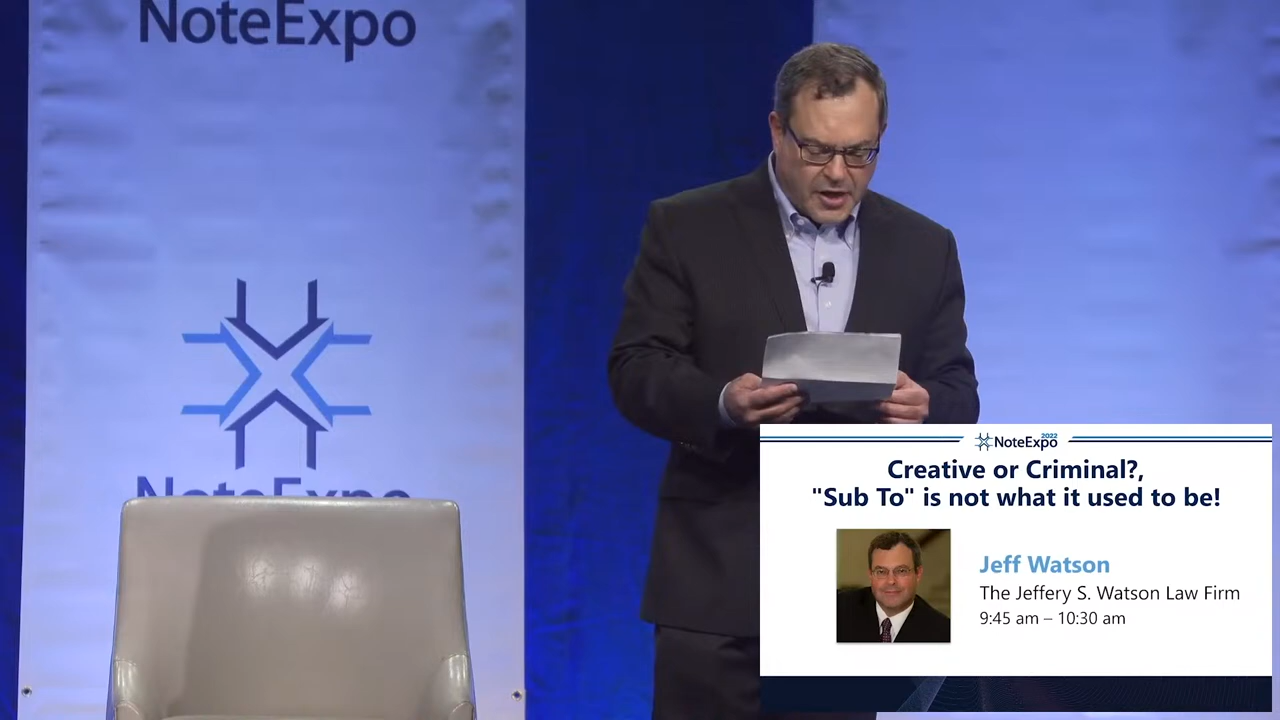 NoteExpo
NoteExpo
2022
NoteExpo
Creative or Criminal?,
"Sub To" is not what it used to be!
Jeff Watson
The Jeffery S. Watson Law Firm
9:45 am – 10:30 am